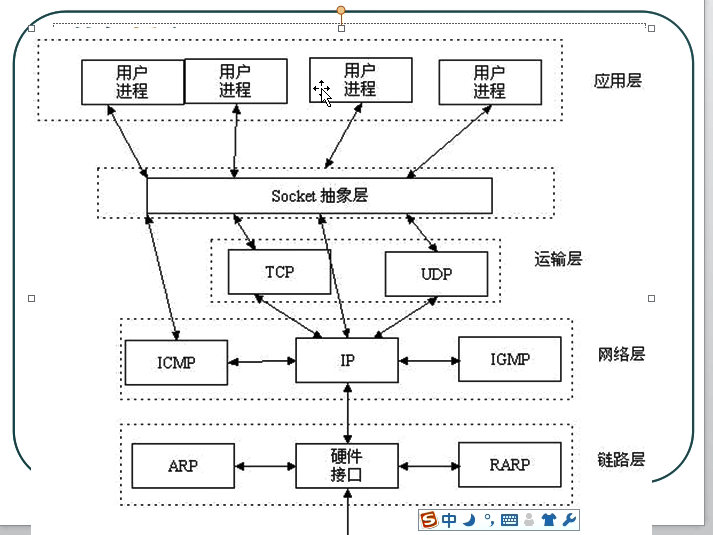 用户
进程
用户
进程
用户
进程
用户
进程
应用层
Socket 抽象层
TCP
UDP
运输层
ICMP
IP
IGMP
网络层
ARP
硬件
接口
RARP
链路层
S中